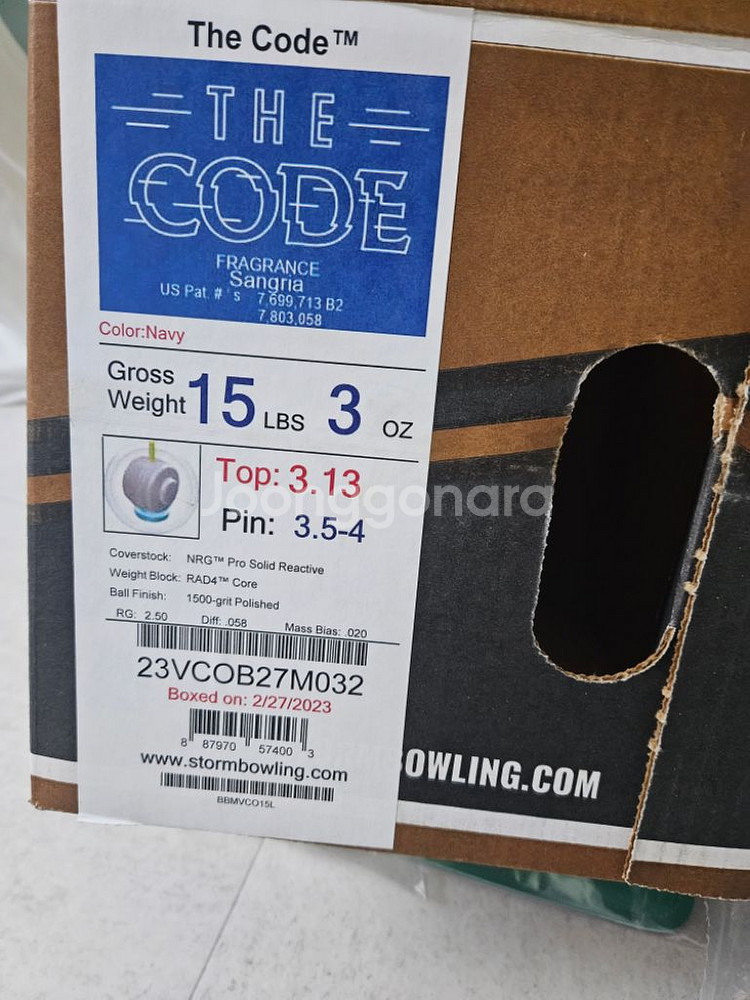 The Code™
THE
CODE
FRAGRANCE
Sangria
US Pat. # ' s 7,699,713 B2
7,803,058
Color:Navy
Gross Weight 15 LBS 3 OZ
Top: 3.13
Joonggonara
Pin: 3.5-4
Coverstock: NRG™ Pro Solid Reactive
Weight Block: RAD4™ Core
Ball Finish: 1500-grit Polished
RG: 2.50 Diff: .058 Mass Bias: .020
23VCOB27M032
Boxed on: 2/27/2023
8 87970 57400 3
www.stormbowling.com
BBMVCO15L
BOWLING.COM